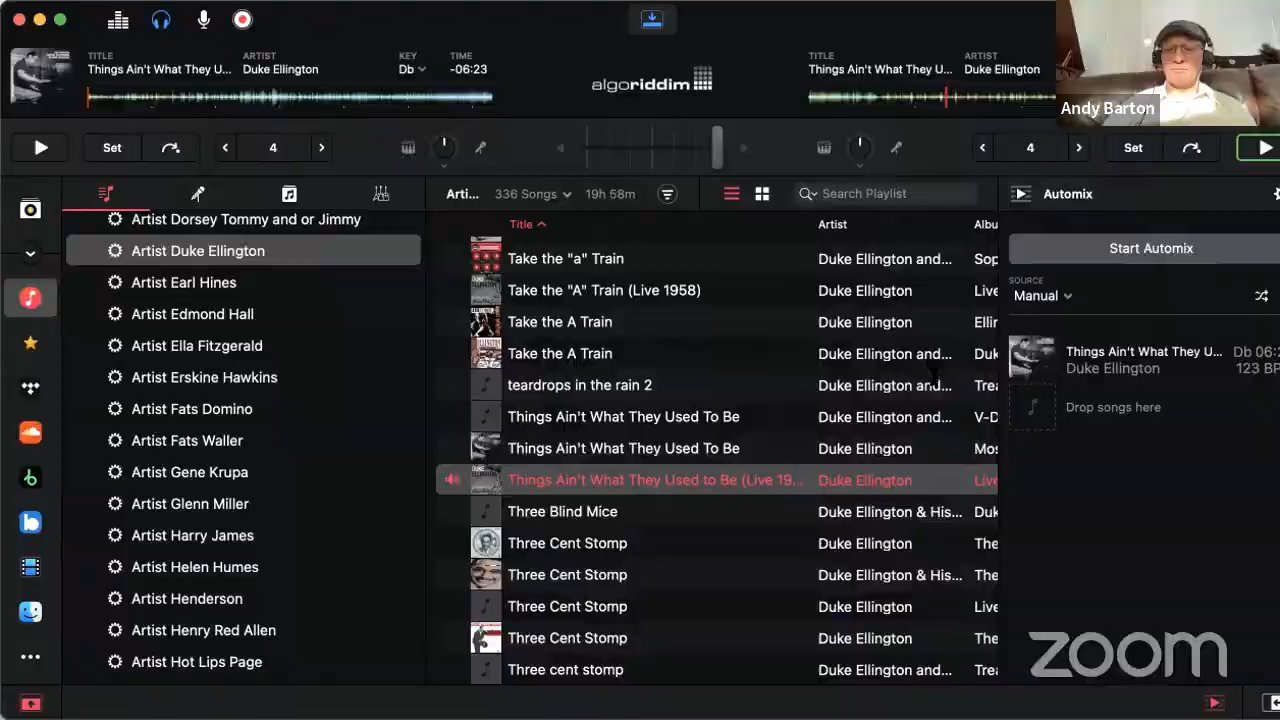 TITLE
Things Ain't What They U...
ARTIST
Duke Ellington
KEY
Db
TIME
-06:23
algoriddim
TITLE
Things Ain't What They U...
ARTIST
Duke Ellington
Andy Barton
Set
4
4
Set
Arti...
336 Songs
19h 58m
Search Playlist
Automix
Artist Dorsey Tommy and or Jimmy
Artist Duke Ellington
Artist Earl Hines
Artist Edmond Hall
Artist Ella Fitzgerald
Artist Erskine Hawkins
Artist Fats Domino
Artist Fats Waller
Artist Gene Krupa
Artist Glenn Miller
Artist Harry James
Artist Helen Humes
Artist Henderson
Artist Henry Red Allen
Artist Hot Lips Page
Title Artist Albu
Take the "a" Train Duke Ellington and... Sop
Take the "A" Train (Live 1958) Duke Ellington Live
Take the A Train Duke Ellington Ellin
Take the A Train Duke Ellington and... Duk
teardrops in the rain 2 Duke Ellington and... Trea
Things Ain't What They Used To Be Duke Ellington and... V-D
Things Ain't What They Used To Be Duke Ellington Mos
Things Ain't What They Used to Be (Live 19... Duke Ellington Live
Three Blind Mice Duke Ellington & His... Duk
Three Cent Stomp Duke Ellington The
Three Cent Stomp Duke Ellington & His... The
Three Cent Stomp Duke Ellington Live
Three Cent Stomp Duke Ellington The
Three cent stomp Duke Ellington and... Trea
Start Automix
SOURCE
Manual
Things Ain't What They U... Db 06:2
Duke Ellington 123 BP
Drop songs here
zoom